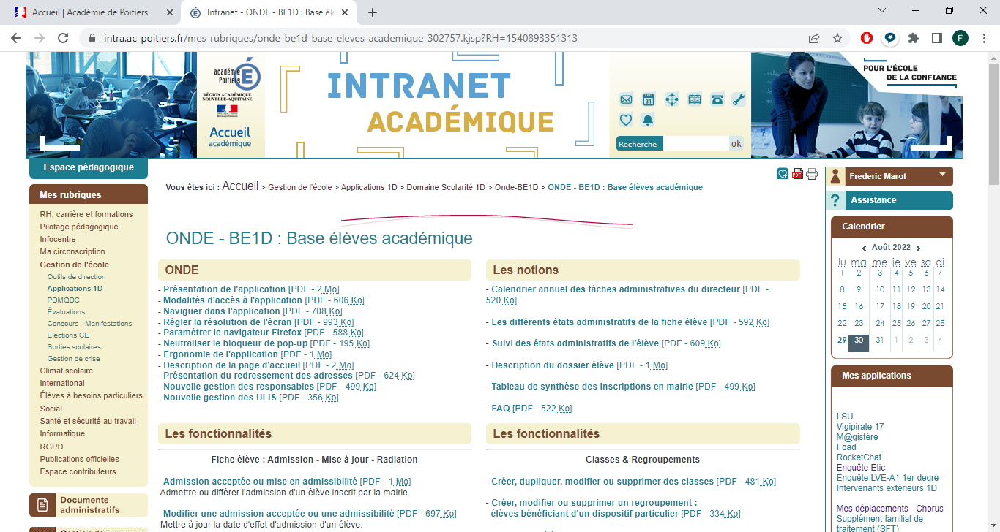 Accueil | Académie de Poitiers
Intranet - ONDE - BE1D : Base élè
intra.ac-poitiers.fr/mes-rubriques/onde-be1d-base-eleves-academique-302757.kjsp?RH=1540893351313
F
académie
Poitiers
RÉGION ACADÉMIQUE
NOUVELLE-AQUITAINE
Accueil
académique
INTRANET
ACADÉMIQUE
31
Recherche
ok
POUR L'ÉCOLE
DE LA CONFIANCE
Espace pédagogique
Mes rubriques
RH, carrière et formations
Pilotage pédagogique
Infocentre
Ma circonscription
Gestion de l'école
Outils de direction
Applications 1D
PDMQDC
Évaluations
Concours - Manifestations
Elections CE
Sorties scolaires
Gestion de crise
Climat scolaire
International
Élèves à besoins particuliers
Social
Santé et sécurité au travail
Informatique
RGPD
Publications officielles
Espace contributeurs
Documents
administratifs
Vous êtes ici : Accueil > Gestion de l'école > Applications 1D > Domaine Scolarité 1D > Onde-BE1D > ONDE - BE1D : Base élèves académique
PDF
ONDE - BE1D : Base élèves académique
ONDE
- Présentation de l'application [PDF - 2 Mo]
- Modalités d'accès à l'application [PDF - 606 Ko]
- Naviguer dans l'application [PDF - 708 Ko]
- Régler la résolution de l'écran [PDF - 993 Ko]
- Paramétrer le navigateur Firefox [PDF - 588 Ko]
- Neutraliser le bloqueur de pop-up [PDF - 195 Ko]
- Ergonomie de l'application [PDF - 1 Mo]
- Description de la page d'accueil [PDF - 2 Mo]
- Présentation du redressement des adresses [PDF - 624 Ko]
- Nouvelle gestion des responsables [PDF - 499 Ko]
- Nouvelle gestion des ULIS [PDF - 356 Ko]
Les fonctionnalités
Fiche élève : Admission - Mise à jour - Radiation
- Admission acceptée ou mise en admissibilité [PDF - 1 Mo]
Admettre ou différer l'admission d'un élève inscrit par la mairie.
- Modifier une admission acceptée ou une admissibilité [PDF - 697 Ko]
Mettre à jour la date d'effet d'admission d'un élève.
Les notions
- Calendrier annuel des tâches administratives du directeur [PDF -
520 Ko]
- Les différents états administratifs de la fiche élève [PDF - 592 Ko]
- Suivi des états administratifs de l'élève [PDF - 609 Ko]
- Description du dossier élève [PDF - 1 Mo]
- Tableau de synthèse des inscriptions en mairie [PDF - 499 Ko]
- FAQ [PDF - 522 Ko]
Les fonctionnalités
Classes & Regroupements
- Créer, dupliquer, modifier ou supprimer des classes [PDF - 481 Ko]
- Créer, modifier ou supprimer un regroupement :
élèves bénéficiant d'un dispositif particulier [PDF - 334 Ko]
Frederic Marot
? Assistance
Calendrier
Août 2022
lu ma me je ve sa di
1 2 3 4 5 6 7
8 9 10 11 12 13 14
15 16 17 18 19 20 21
22 23 24 25 26 27 28
29 30 31 1 2 3 4
Mes applications
LSU
Vigipirate 17
M@gistère
Foad
RocketChat
Enquête Etic
Enquête LVE-A1 1er degré
Intervenants extérieurs 1D
Mes déplacements - Chorus
Supplément familial de
traitement (SFT)